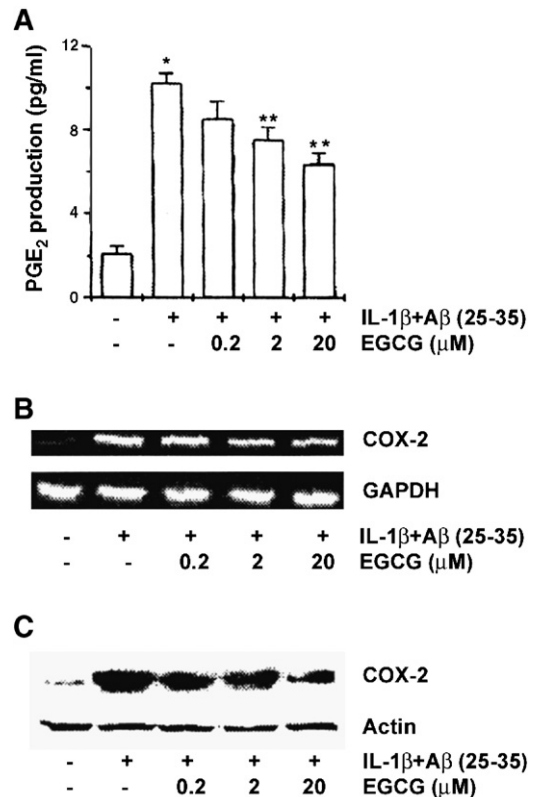 A
PGE2 production (pg/ml)
12
8
4
0
*
**
**
- + + + + IL-1β+Aβ (25-35)
- - 0.2 2 20 EGCG (μM)
B
COX-2
GAPDH
- + + + + IL-1β+Aβ (25-35)
- - 0.2 2 20 EGCG (μM)
C
COX-2
Actin
- + + + + IL-1β+Aβ (25-35)
- - 0.2 2 20 EGCG (μM)